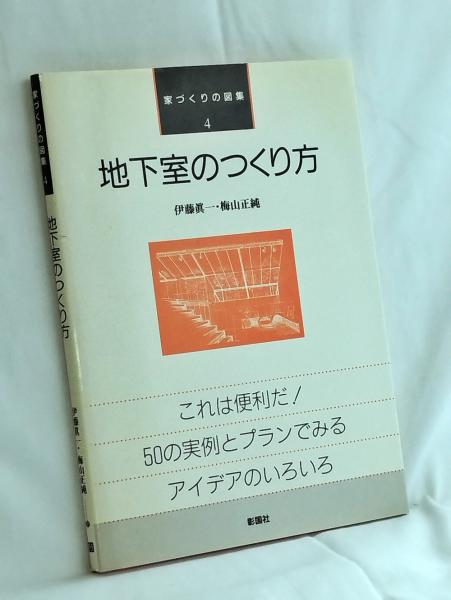 家づくりの図集
4
地下室のつくり方
伊藤眞一・梅山正純
これは便利だ!
50の実例とプランでみる
アイデアのいろいろ
彰国社
家づくりの図集 4
地下室のつくり方
伊藤眞一・梅山正純